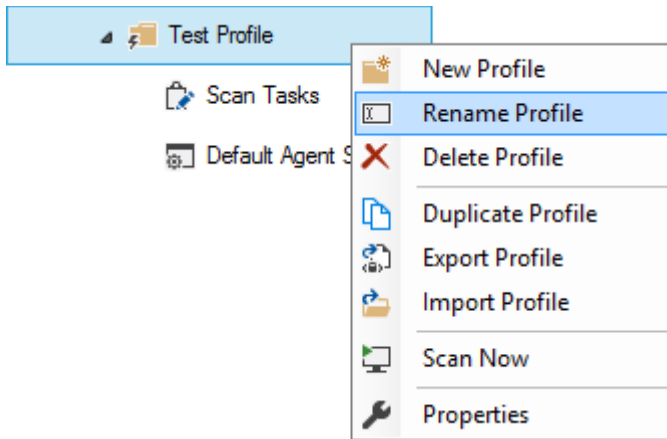 Test Profile
Scan Tasks
Default Agent S
New Profile
Rename Profile
Delete Profile
Duplicate Profile
Export Profile
Import Profile
Scan Now
Properties